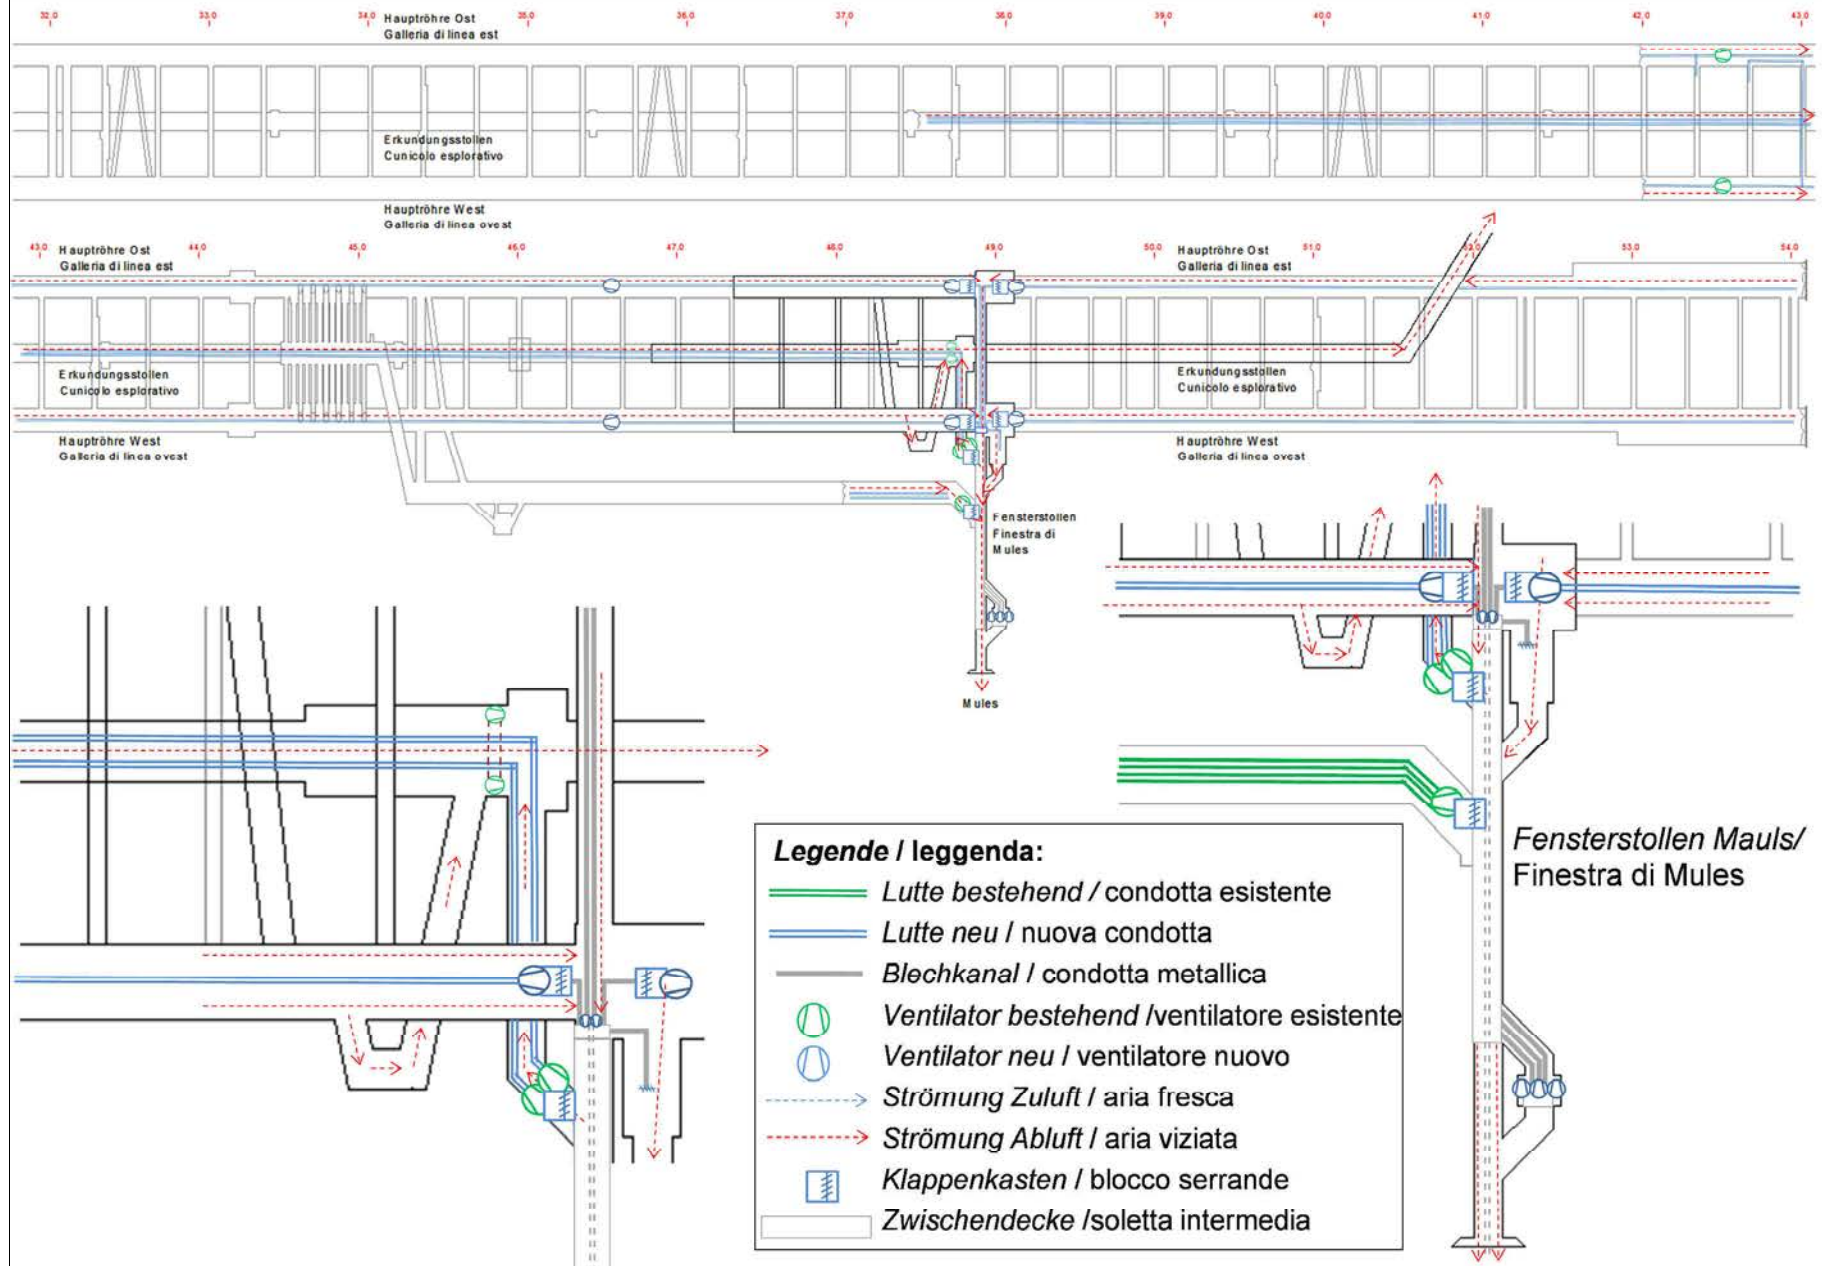 32.0 33.0 34.0 35.0 36.0 37.0 38.0 39.0 40.0 41.0 42.0 43.0
Hauptröhre Ost
Galleria di linea est
Erkundungsstollen
Cunicolo esplorativo
Hauptröhre West
Galleria di linea ovest
43.0 44.0 45.0 46.0 47.0 48.0 49.0 50.0 51.0 52.0 53.0 54.0
Hauptröhre Ost
Galleria di linea est
Hauptröhre Ost
Galleria di linea est
Erkundungsstollen
Cunicolo esplorativo
Erkundungsstollen
Cunicolo esplorativo
Hauptröhre West
Galleria di linea ovest
Hauptröhre West
Galleria di linea ovest
Fensterstollen
Finestra di
Mules
Mules
Fensterstollen Mauls/
Finestra di Mules
Legende / leggenda:
Lutte bestehend / condotta esistente
Lutte neu / nuova condotta
Blechkanal / condotta metallica
Ventilator bestehend /ventilatore esistente
Ventilator neu / ventilatore nuovo
Strömung Zuluft / aria fresca
Strömung Abluft / aria viziata
Klappenkasten / blocco serrande
Zwischendecke /soletta intermedia